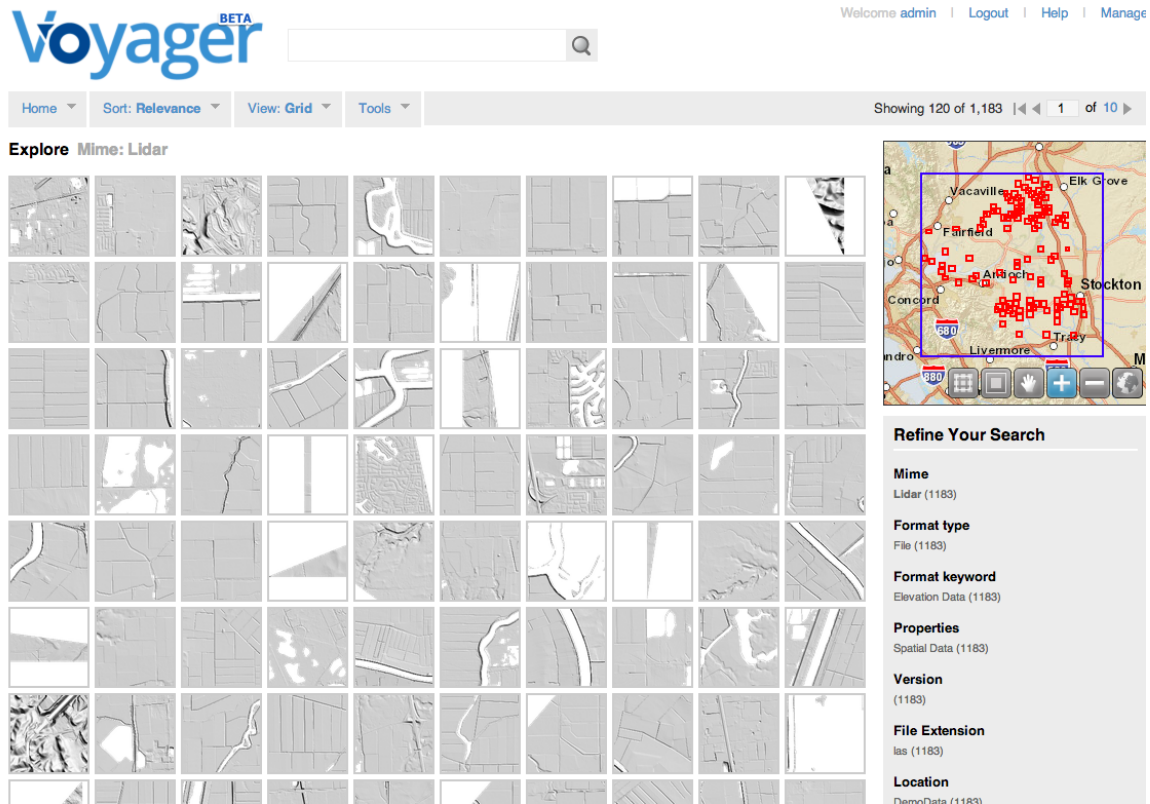 Voyager BETA
Welcome admin | Logout | Help | Manage
Home Sort: Relevance View: Grid Tools Showing 120 of 1,183 1 of 10
Explore Mime: Lidar
Vacaville
Elk Grove
Fairfield
Antioch
Stockton
Concord
680
Tracy
Livermore
ndro
880
M
Refine Your Search
Mime
Lidar (1183)
Format type
File (1183)
Format keyword
Elevation Data (1183)
Properties
Spatial Data (1183)
Version
(1183)
File Extension
las (1183)
Location
DemoData (1183)